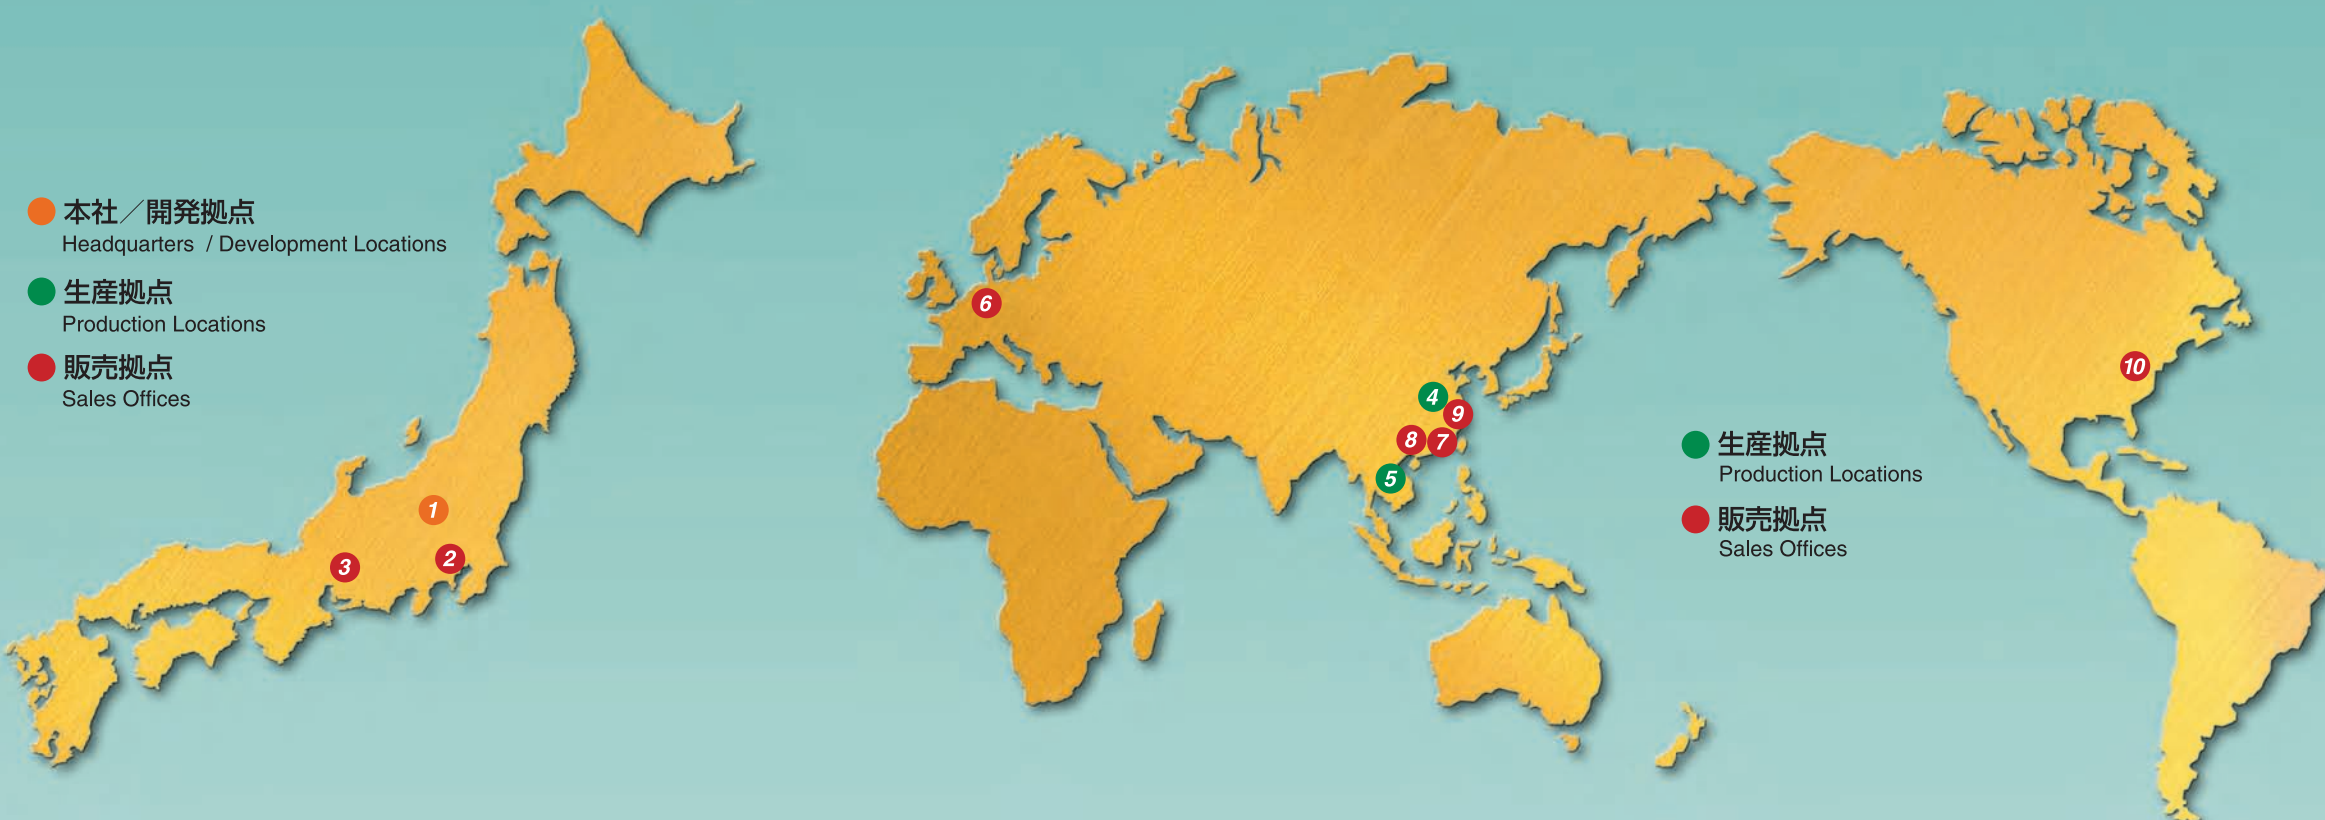 本社／開発拠点
Headquarters / Development Locations
生産拠点
Production Locations
販売拠点
Sales Offices
1
2
3
6
4
9
8
7
5
10
生産拠点
Production Locations
販売拠点
Sales Offices